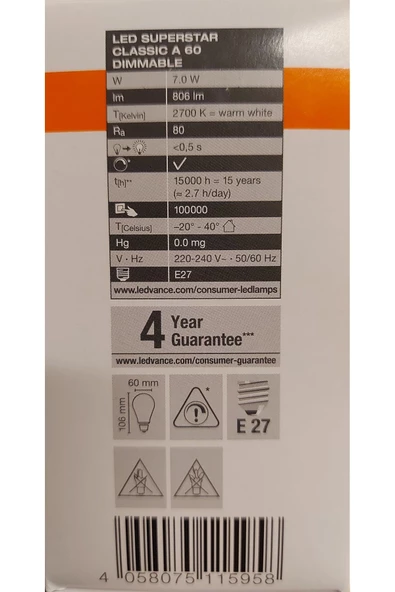 LED SUPERSTAR
CLASSIC A 60
DIMMABLE
W 7.0 W
lm 806 lm
T[Kelvin] 2700 K = warm white
Ra 80
<0,5 s
*
t[h]** 15000 h = 15 years
(≈ 2.7 h/day)
100000
T[Celsius] –20° - 40°
Hg 0.0 mg
V · Hz 220-240 V~ · 50/60 Hz
E27
www.ledvance.com/consumer-ledlamps
4 Year
Guarantee***
www.ledvance.com/consumer-guarantee
60 mm
106 mm
*
E 27
4 058075 115958